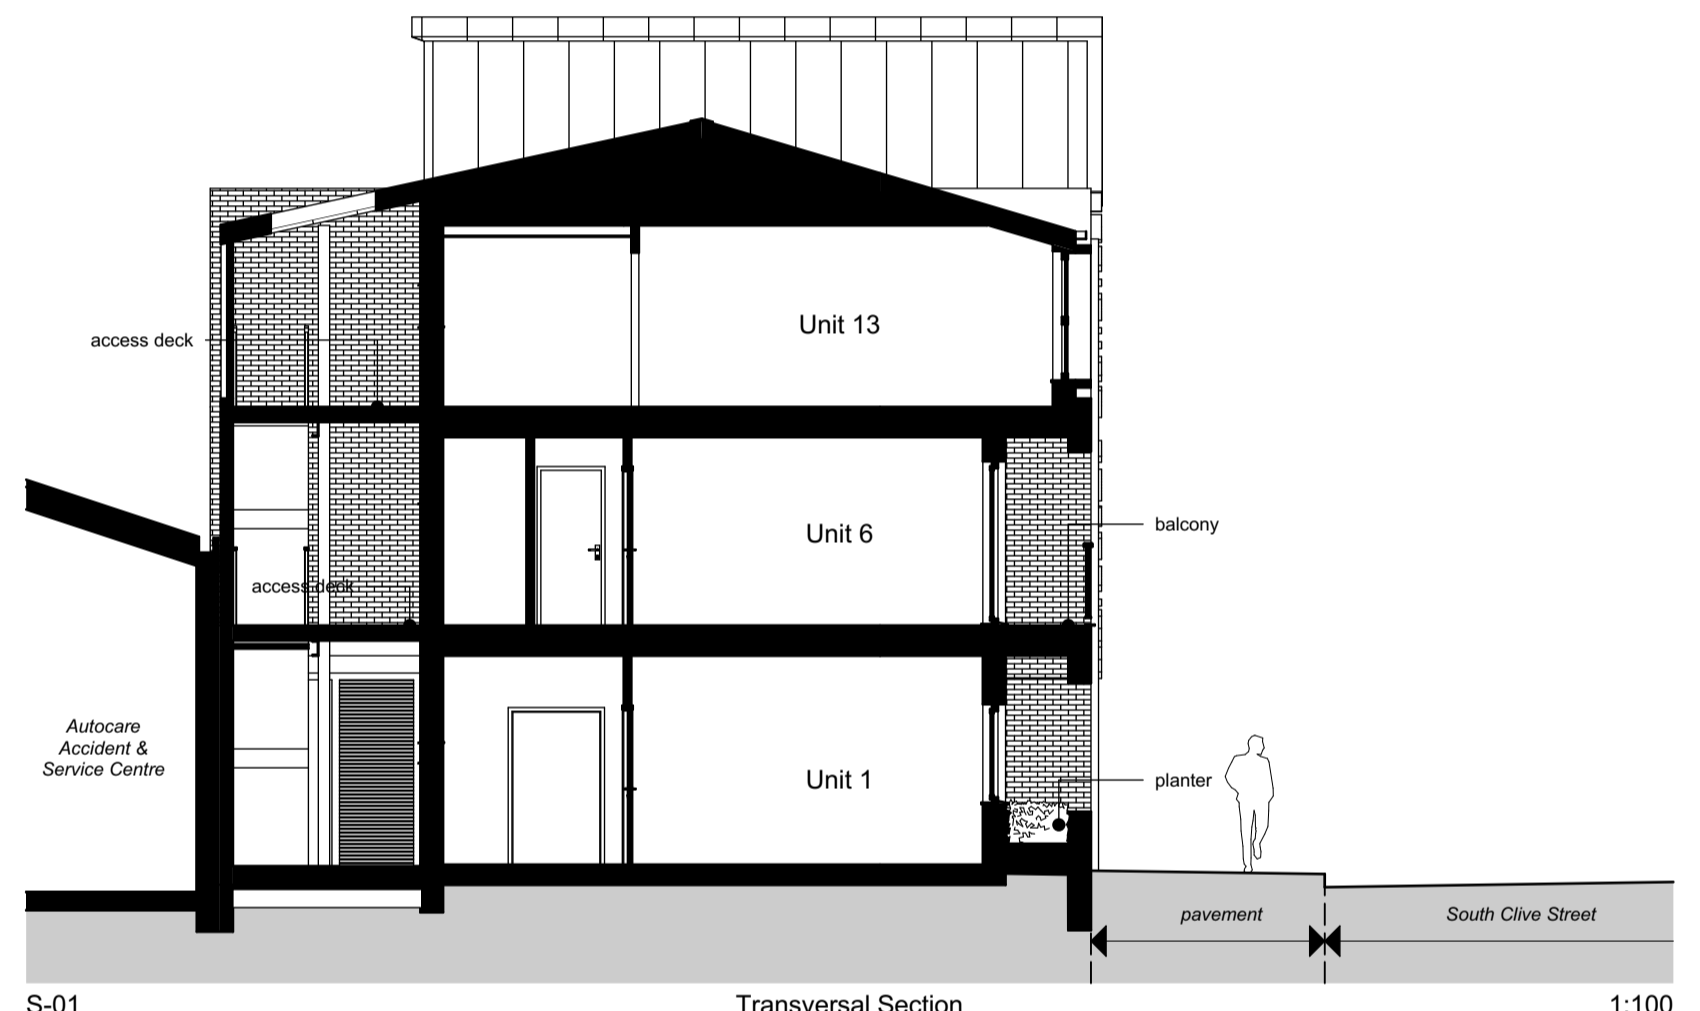 Unit 13
access deck
balcony
Unit 6
access deck
Autocare
Accident &
Service Centre
Unit 1
planter
pavement
South Clive Street
S-01
Transversal Section
1:100